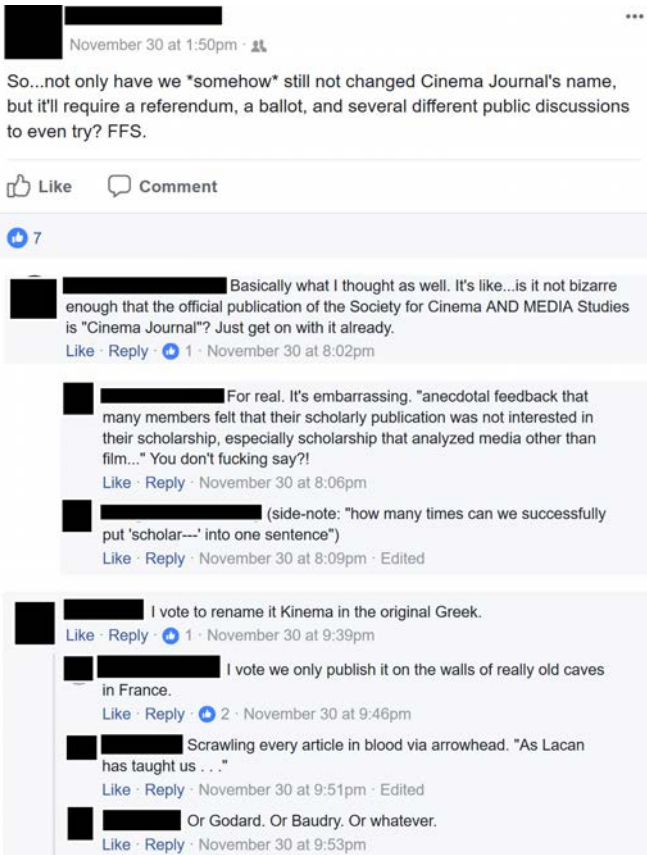 November 30 at 1:50pm ·
So...not only have we *somehow* still not changed Cinema Journal's name,
but it'll require a referendum, a ballot, and several different public discussions
to even try? FFS.
Like Comment
7
Basically what I thought as well. It's like...is it not bizarre
enough that the official publication of the Society for Cinema AND MEDIA Studies
is "Cinema Journal"? Just get on with it already.
Like · Reply · 1 · November 30 at 8:02pm
For real. It's embarrassing. "anecdotal feedback that
many members felt that their scholarly publication was not interested in
their scholarship, especially scholarship that analyzed media other than
film..." You don't fucking say?!
Like · Reply · November 30 at 8:06pm
(side-note: "how many times can we successfully
put 'scholar---' into one sentence")
Like · Reply · November 30 at 8:09pm · Edited
I vote to rename it Kinema in the original Greek.
Like · Reply · 1 · November 30 at 9:39pm
I vote we only publish it on the walls of really old caves
in France.
Like · Reply · 2 · November 30 at 9:46pm
Scrawling every article in blood via arrowhead. "As Lacan
has taught us . . ."
Like · Reply · November 30 at 9:51pm · Edited
Or Godard. Or Baudry. Or whatever.
Like · Reply · November 30 at 9:53pm